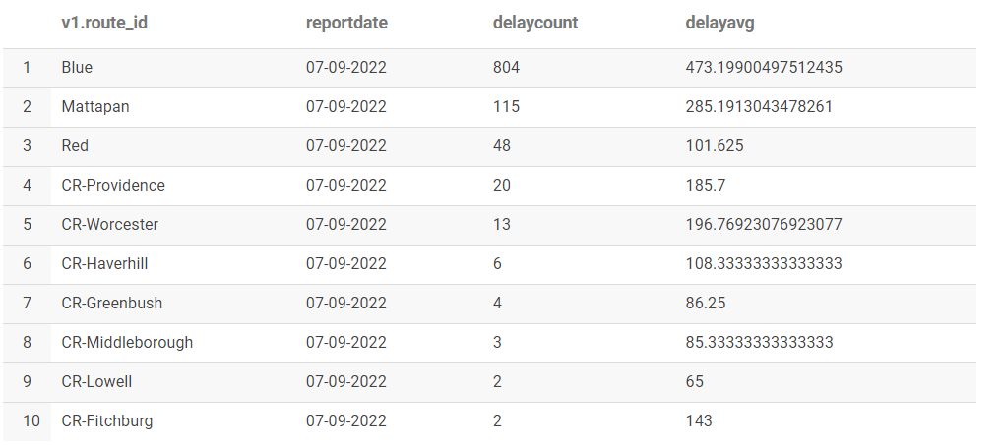 v1.route_id reportdate delaycount delayavg
1 Blue 07-09-2022 804 473.19900497512435
2 Mattapan 07-09-2022 115 285.1913043478261
3 Red 07-09-2022 48 101.625
4 CR-Providence 07-09-2022 20 185.7
5 CR-Worcester 07-09-2022 13 196.76923076923077
6 CR-Haverhill 07-09-2022 6 108.33333333333333
7 CR-Greenbush 07-09-2022 4 86.25
8 CR-Middleborough 07-09-2022 3 85.33333333333333
9 CR-Lowell 07-09-2022 2 65
10 CR-Fitchburg 07-09-2022 2 143